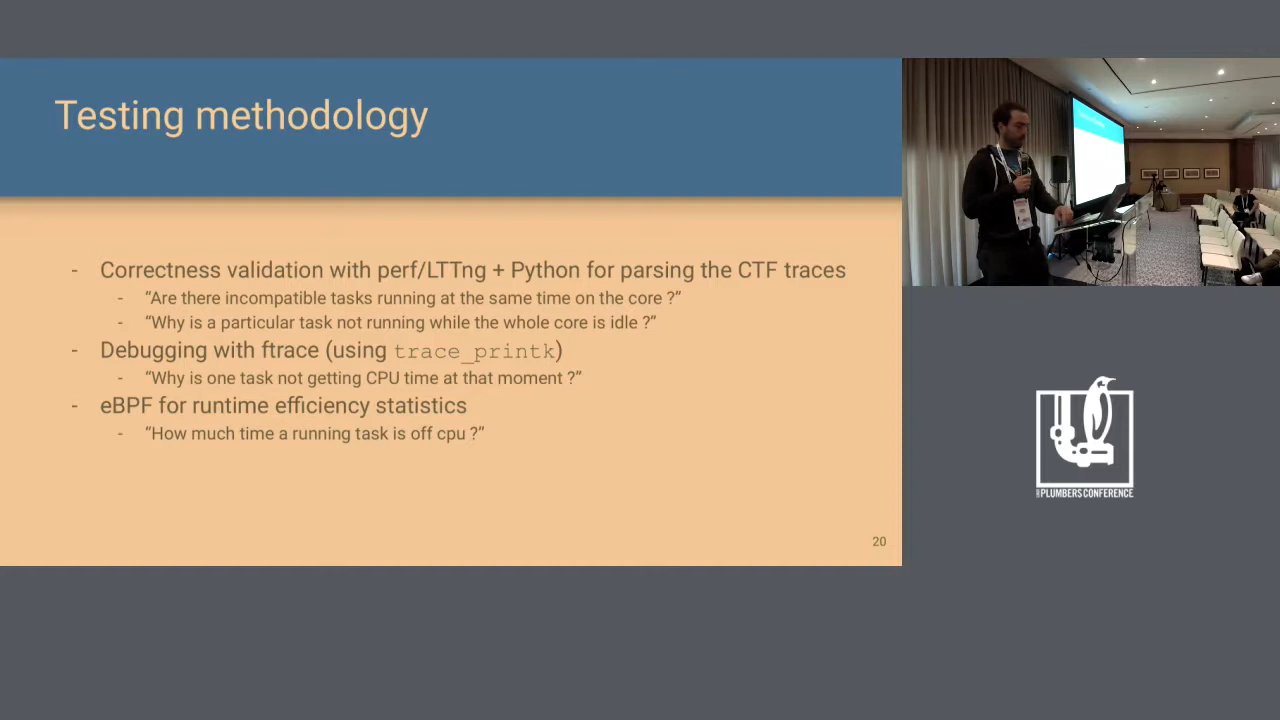 Testing methodology
- Correctness validation with perf/LTTng + Python for parsing the CTF traces
- “Are there incompatible tasks running at the same time on the core ?”
- “Why is a particular task not running while the whole core is idle ?”
- Debugging with ftrace (using trace_printk)
- “Why is one task not getting CPU time at that moment ?”
- eBPF for runtime efficiency statistics
- “How much time a running task is off cpu ?”
20
PLUMBERS CONFERENCE